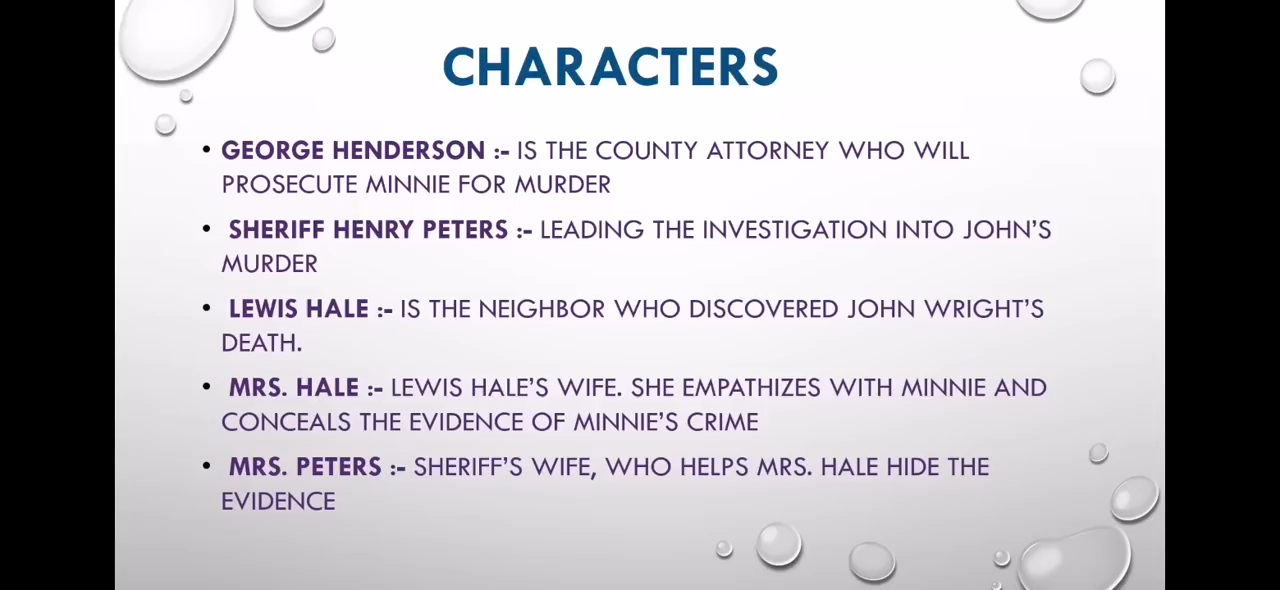 CHARACTERS
• GEORGE HENDERSON :- IS THE COUNTY ATTORNEY WHO WILL
PROSECUTE MINNIE FOR MURDER
• SHERIFF HENRY PETERS :- LEADING THE INVESTIGATION INTO JOHN'S
MURDER
• LEWIS HALE :- IS THE NEIGHBOR WHO DISCOVERED JOHN WRIGHT'S
DEATH.
• MRS. HALE :- LEWIS HALE'S WIFE. SHE EMPATHIZES WITH MINNIE AND
CONCEALS THE EVIDENCE OF MINNIE'S CRIME
• MRS. PETERS :- SHERIFF'S WIFE, WHO HELPS MRS. HALE HIDE THE
EVIDENCE